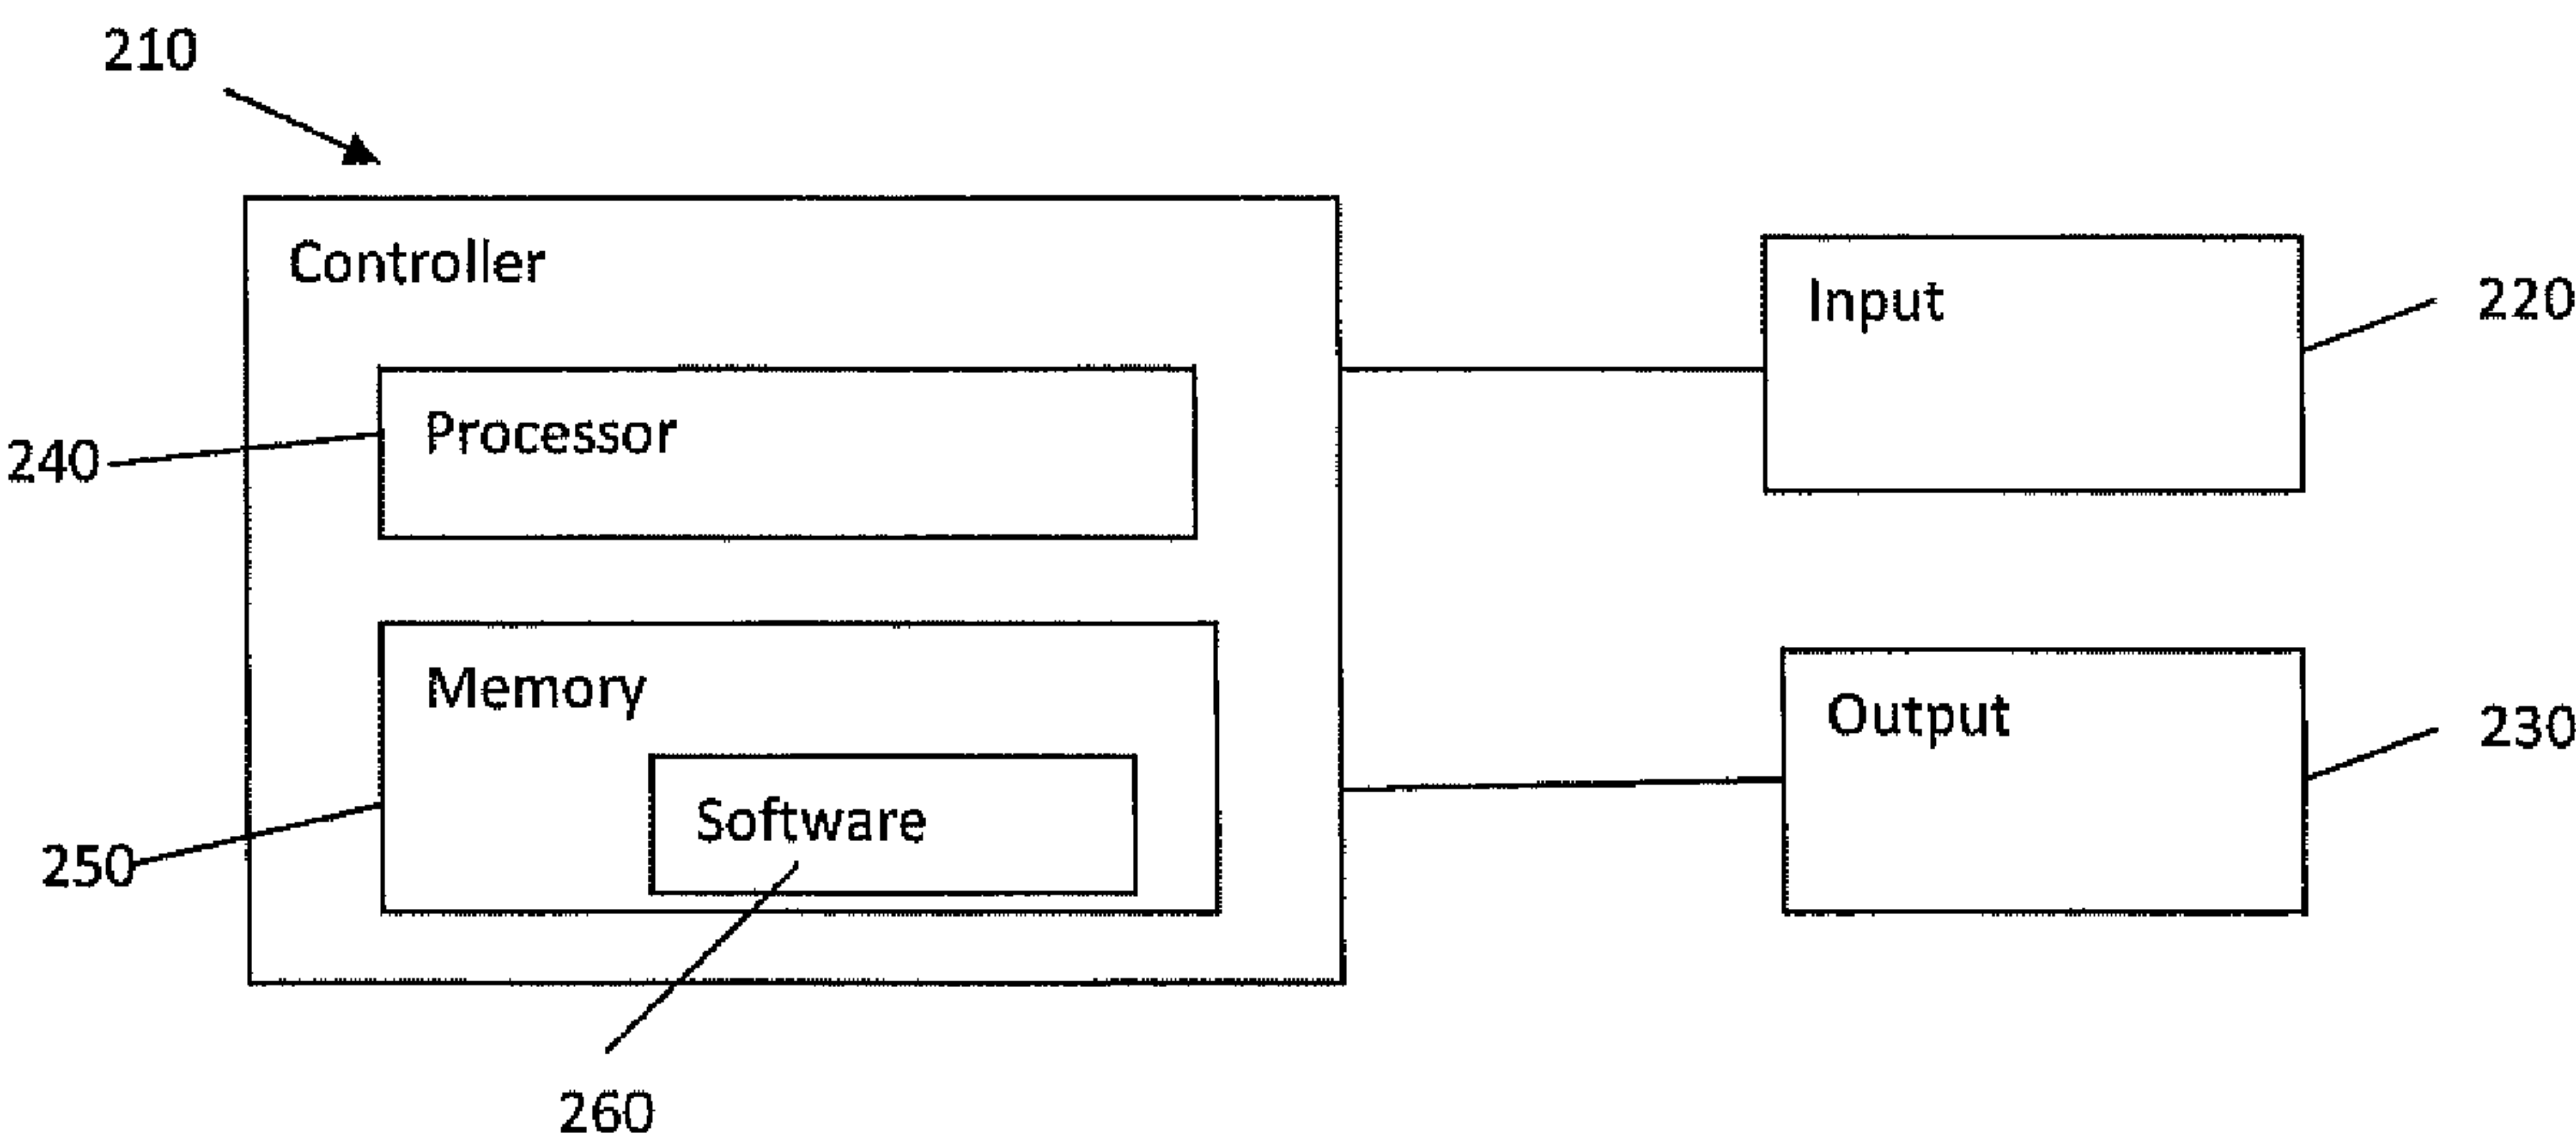 210
Controller
Input
220
Processor
240
Memory
Output
230
Software
250
260